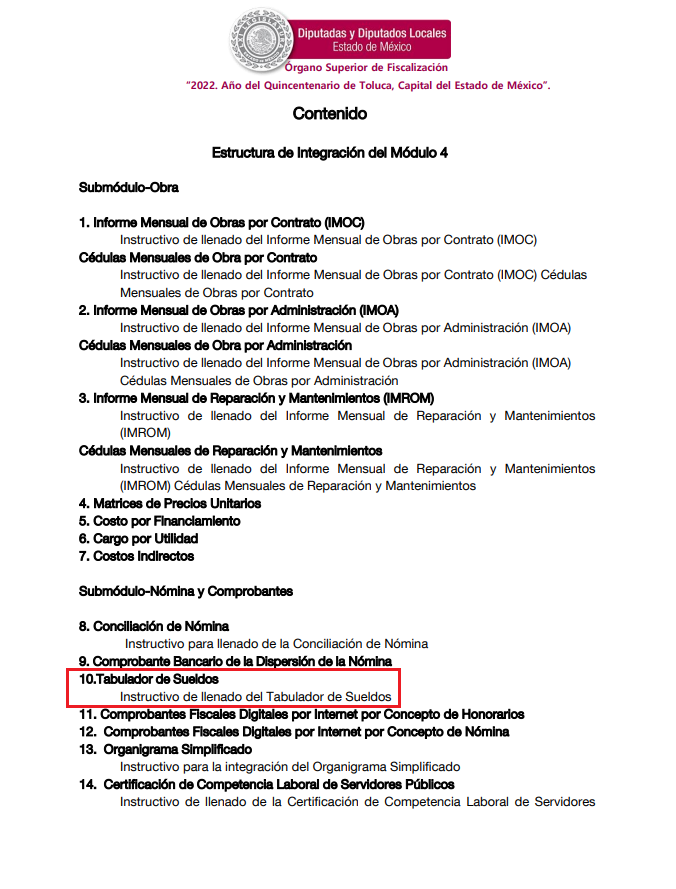 Diputadas y Diputados Locales
Estado de México
Órgano Superior de Fiscalización
"2022. Año del Quincentenario de Toluca, Capital del Estado de México".
Contenido
Estructura de Integración del Módulo 4
Submódulo-Obra
1. Informe Mensual de Obras por Contrato (IMOC)
Instructivo de llenado del Informe Mensual de Obras por Contrato (IMOC)
Cédulas Mensuales de Obra por Contrato
Instructivo de llenado del Informe Mensual de Obras por Contrato (IMOC) Cédulas
Mensuales de Obras por Contrato
2. Informe Mensual de Obras por Administración (IMOA)
Instructivo de llenado del Informe Mensual de Obras por Administración (IMOA)
Cédulas Mensuales de Obra por Administración
Instructivo de llenado del Informe Mensual de Obras por Administración (IMOA)
Cédulas Mensuales de Obras por Administración
3. Informe Mensual de Reparación y Mantenimientos (IMROM)
Instructivo de llenado del Informe Mensual de Reparación y Mantenimientos
(IMROM)
Cédulas Mensuales de Reparación y Mantenimientos
Instructivo de llenado del Informe Mensual de Reparación y Mantenimientos
(IMROM) Cédulas Mensuales de Reparación y Mantenimientos
4. Matrices de Precios Unitarios
5. Costo por Financiamiento
6. Cargo por Utilidad
7. Costos Indirectos
Submódulo-Nómina y Comprobantes
8. Conciliación de Nómina
Instructivo para llenado de la Conciliación de Nómina
9. Comprobante Bancario de la Dispersión de la Nómina
10.Tabulador de Sueldos
Instructivo de llenado del Tabulador de Sueldos
11. Comprobantes Fiscales Digitales por Internet por Concepto de Honorarios
12. Comprobantes Fiscales Digitales por Internet por Concepto de Nómina
13. Organigrama Simplificado
Instructivo para la integración del Organigrama Simplificado
14. Certificación de Competencia Laboral de Servidores Públicos
Instructivo de llenado de la Certificación de Competencia Laboral de Servidores